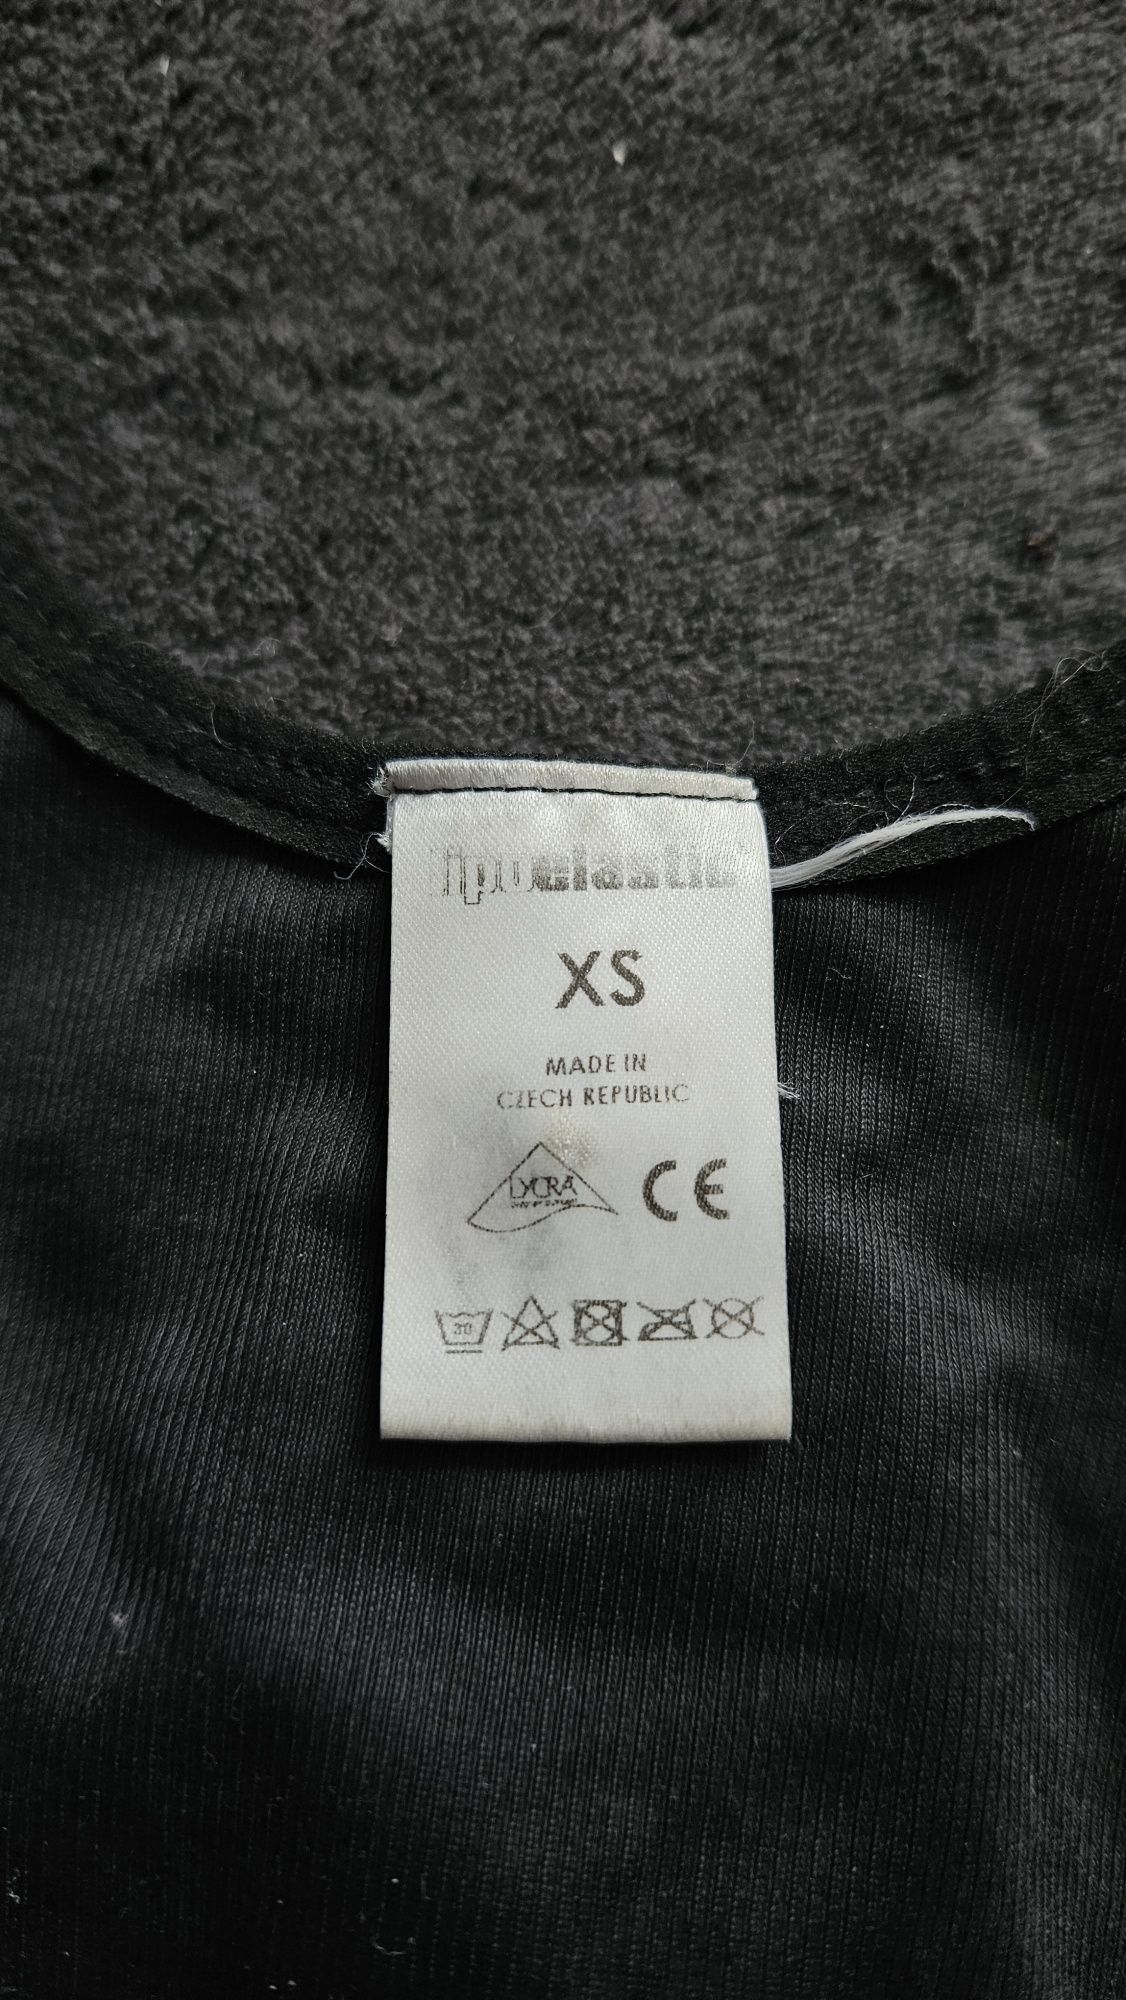 lipoelastic
XS
MADE IN
CZECH REPUBLIC
LYCRA
CE
30